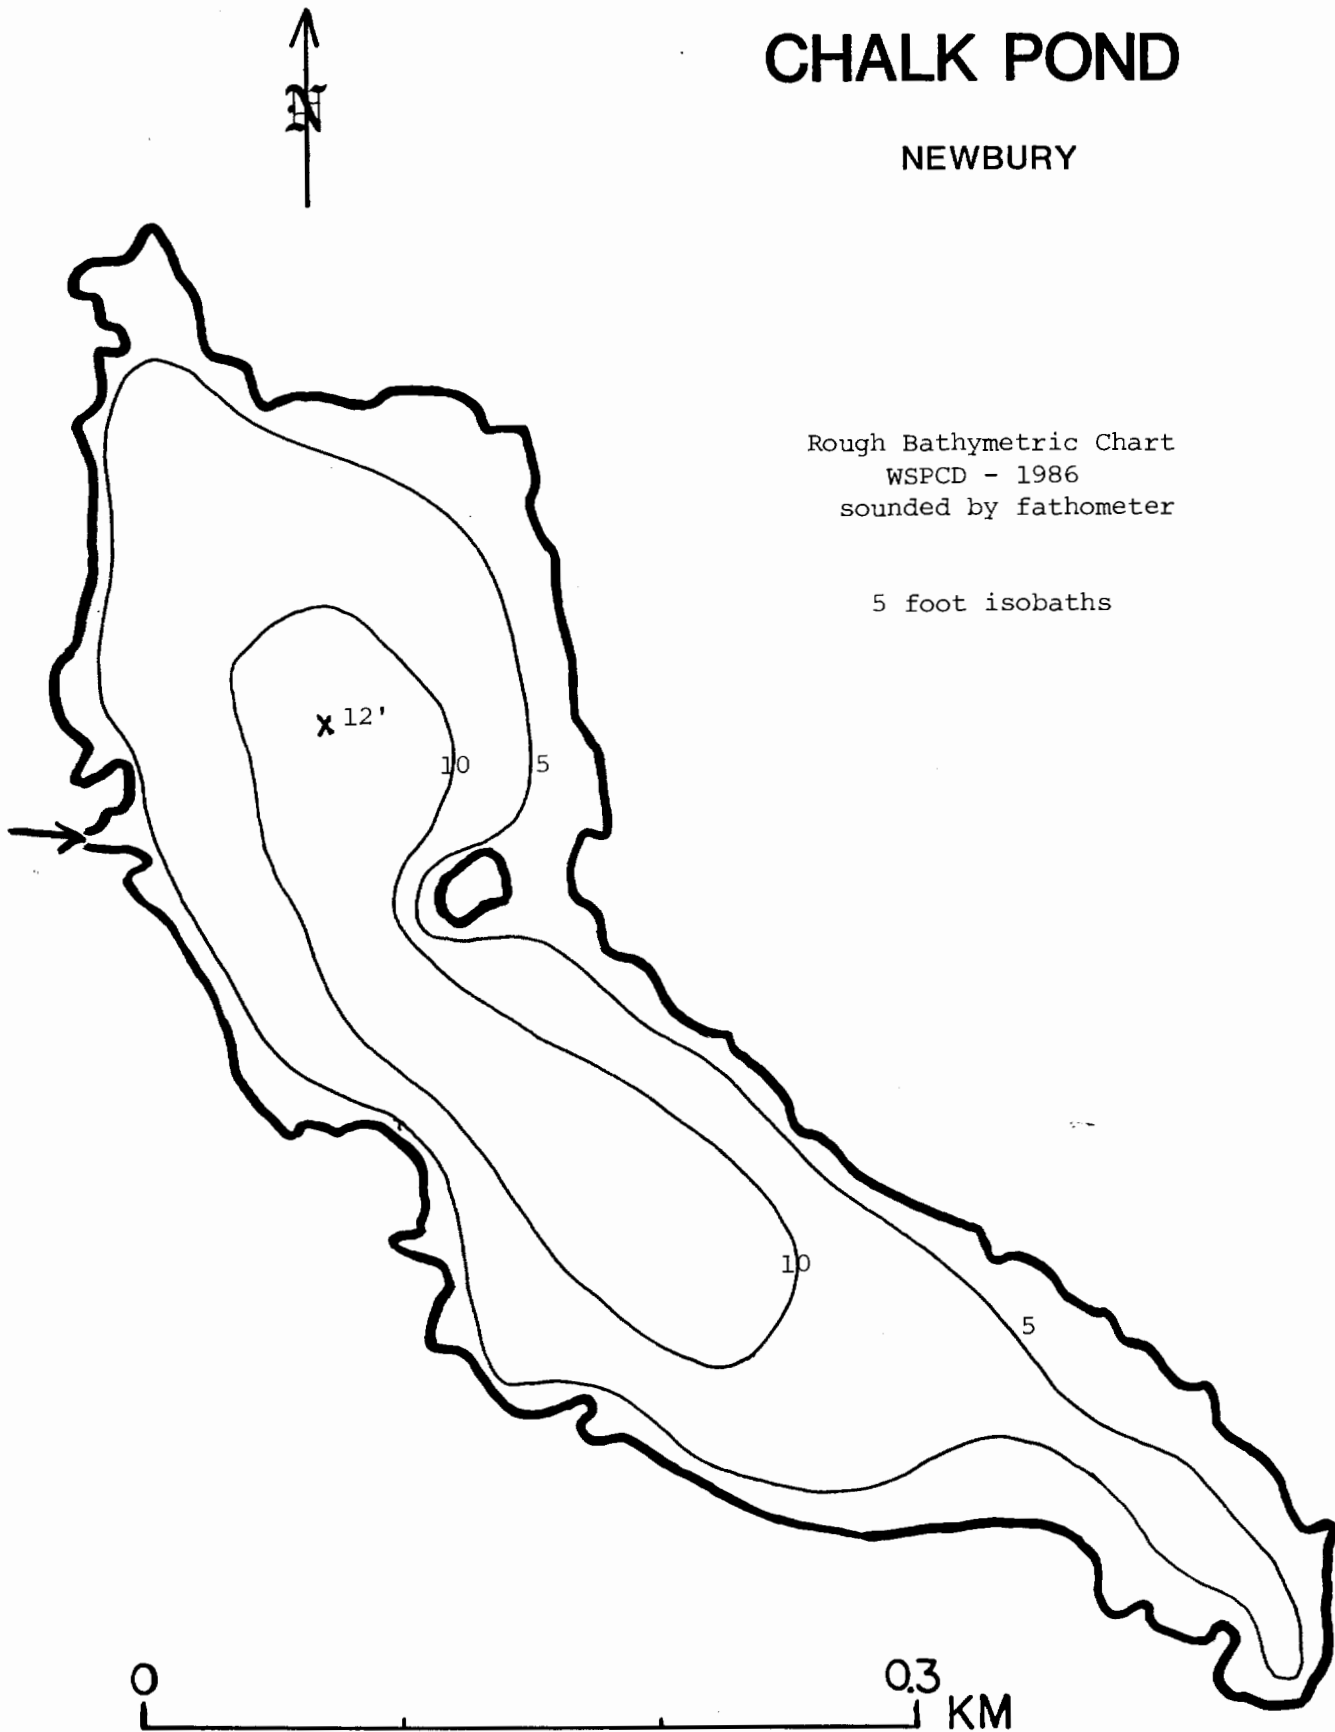 N
CHALK POND
NEWBURY
Rough Bathymetric Chart
WSPCD - 1986
sounded by fathometer
5 foot isobaths
12'
10
5
10
5
0
0.3
KM